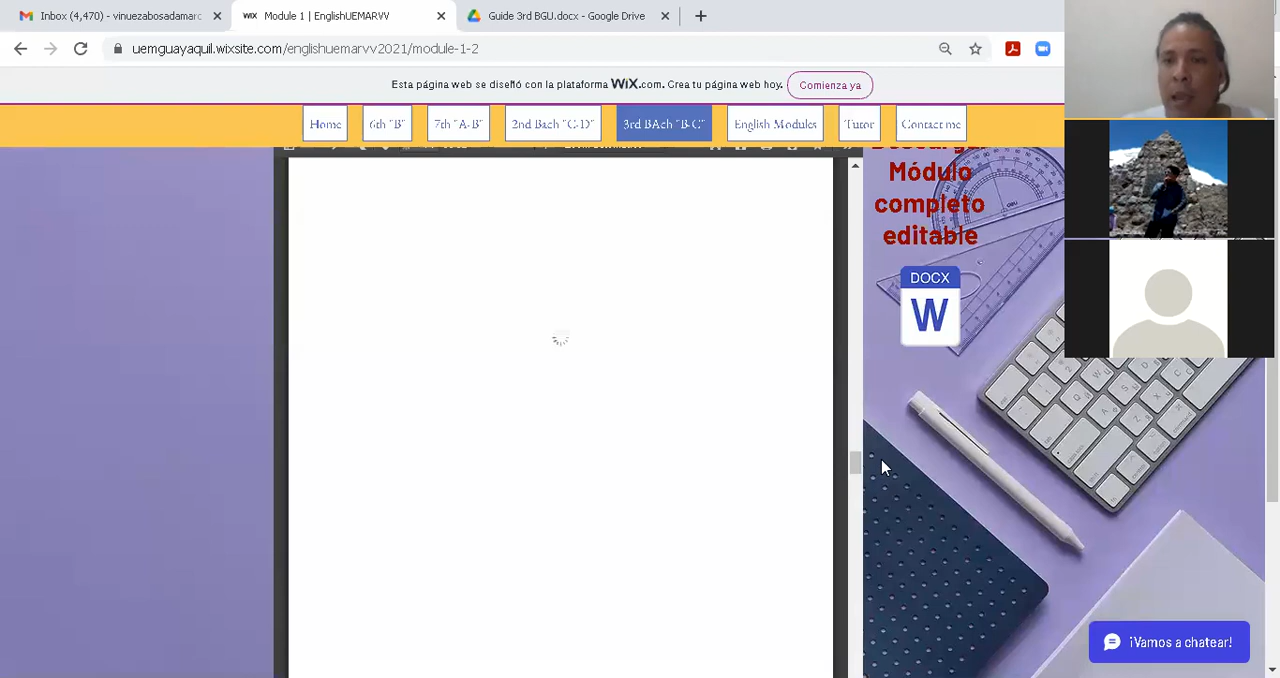 Inbox (4,470) - vinuezabosadamarc
WiX Module 1 | EnglishUEMARVV
Guide 3rd BGU.docx - Google Drive
uemguayaquil.wixsite.com/englishuemarvv2021/module-1-2
Esta página web se diseñó con la plataforma WiX.com. Crea tu página web hoy.
Comienza ya
Home
6th "B"
7th "A-B"
2nd Bach "C-D"
3rd BAch "B-C"
English Modules
Tutor
Contact me
Módulo
completo
editable
DOCX
W
¡Vamos a chatear!